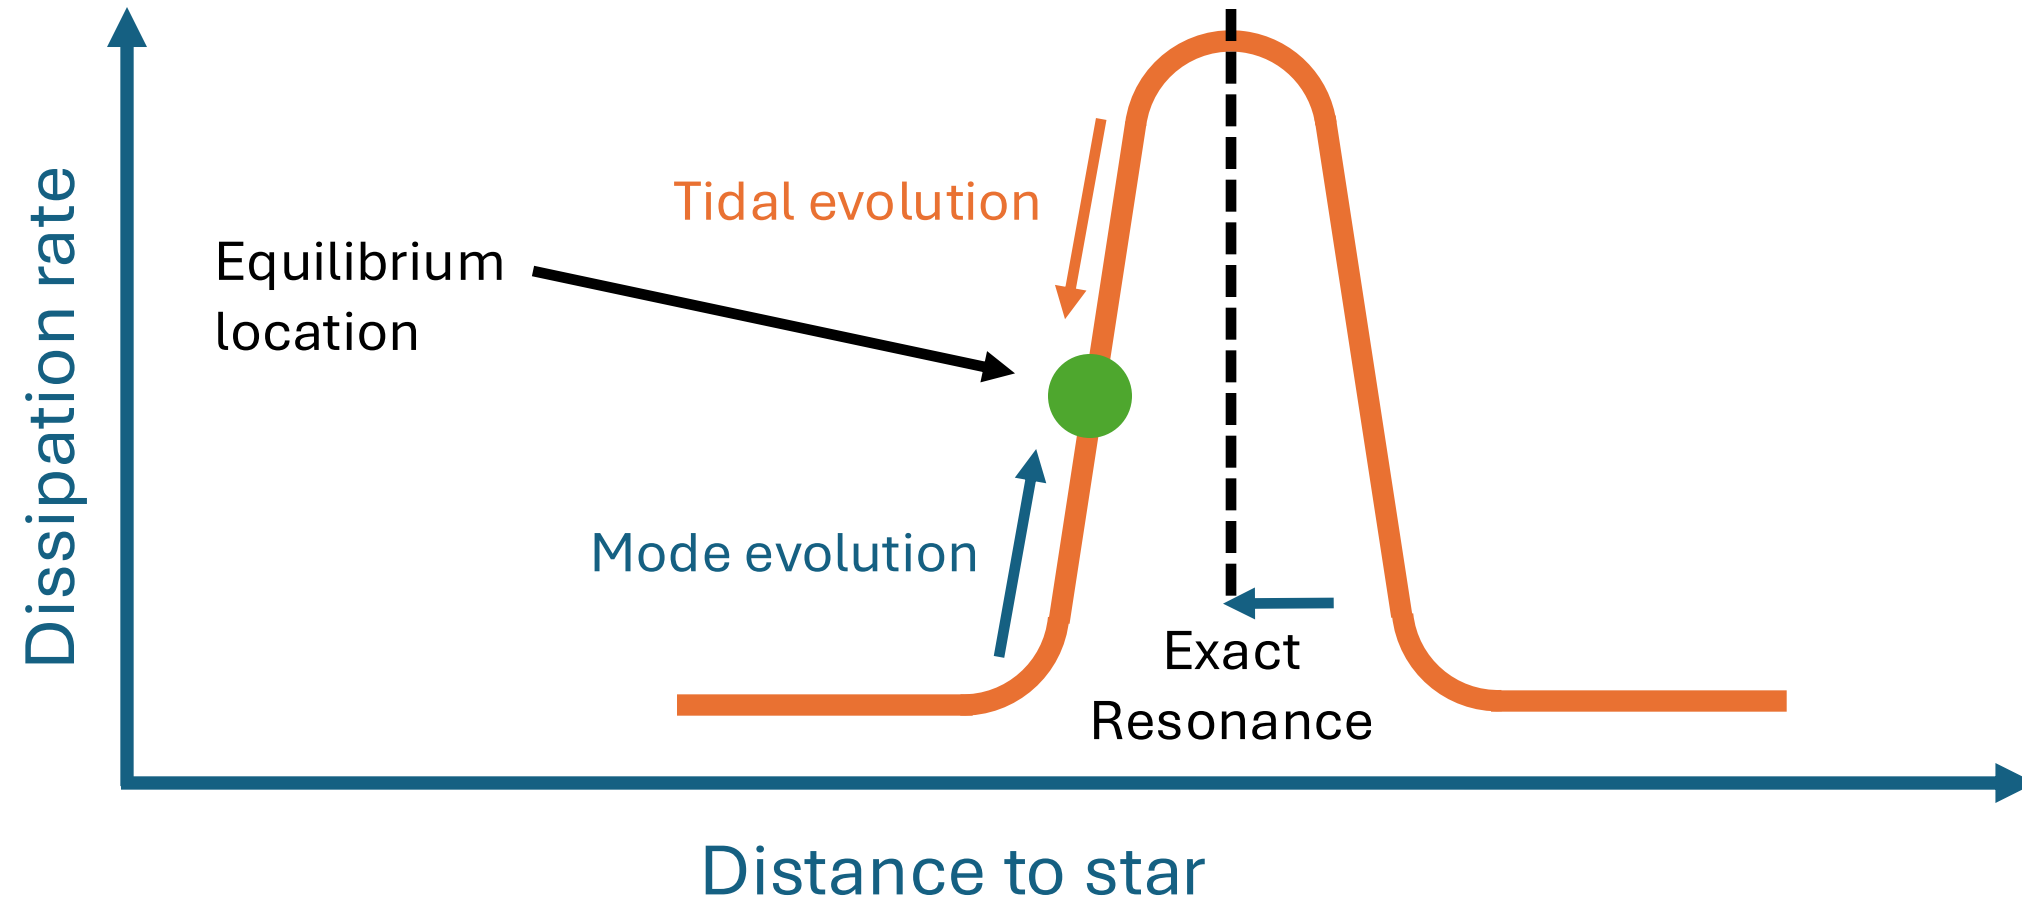 Dissipation rate
Tidal evolution
Equilibrium
location
Mode evolution
Exact
Resonance
Distance to star